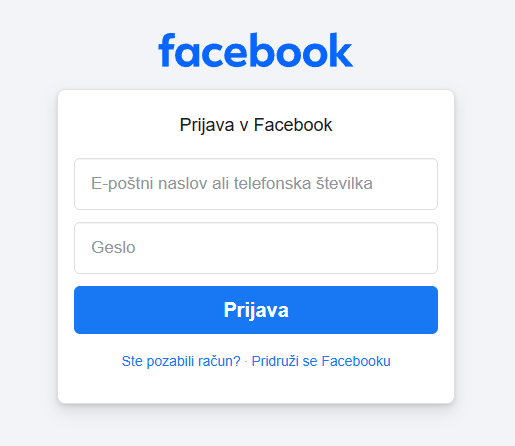 facebook
Prijava v Facebook
E-poštni naslov ali telefonska številka
Geslo
Prijava
Ste pozabili račun? · Pridruži se Facebooku